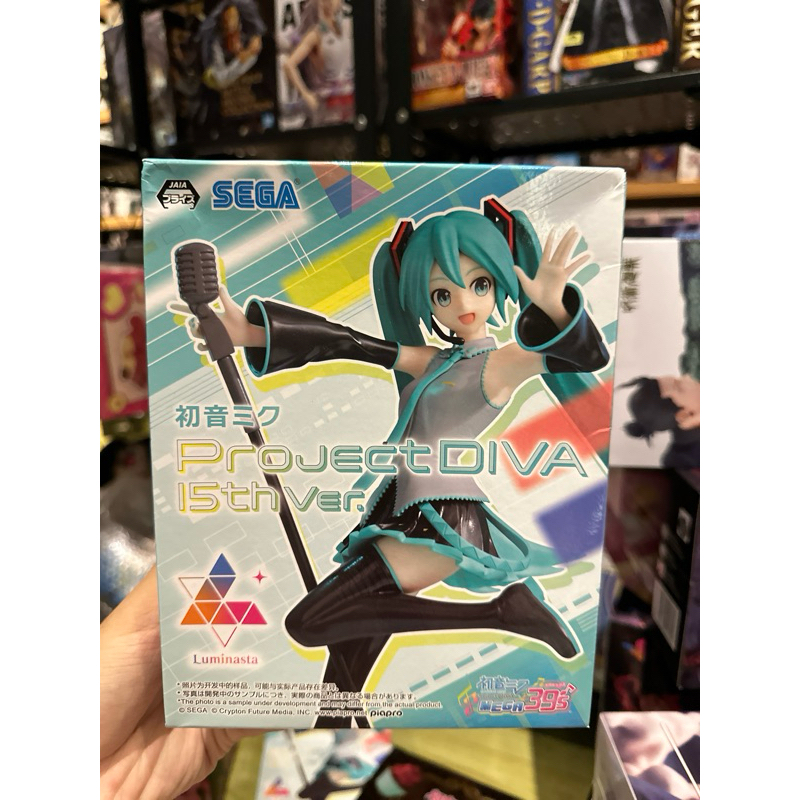 D·GARP
GER
JAIA
プライズ
SEGA
初音ミク
Project DIVA
15th Ver.
Luminasta
*照片为开发中的样品，可能与实际产品存在差异。
*写真は開発中のサンプルにつき、実際の商品とは異なる場合があります。
*The photo is a sample under development and may differ from the actual product.
© SEGA © Crypton Future Media, INC. www.piapro.net piapro
初音ミク
MEGA39's